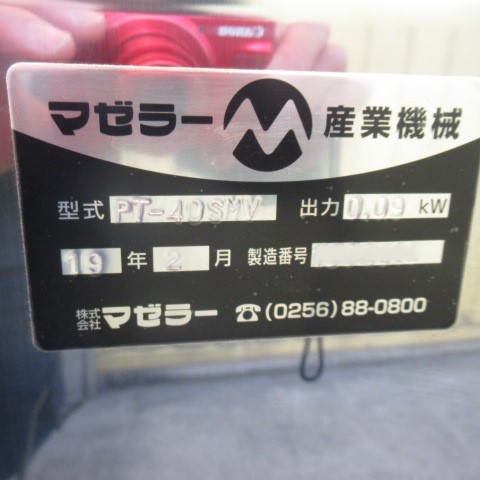 Canon
マゼラー M 産業機械
型式 PT-40SMV 出力 0.09 kW
19 年 2 月 製造番号
株式会社 マゼラー ☎(0256)88-0800